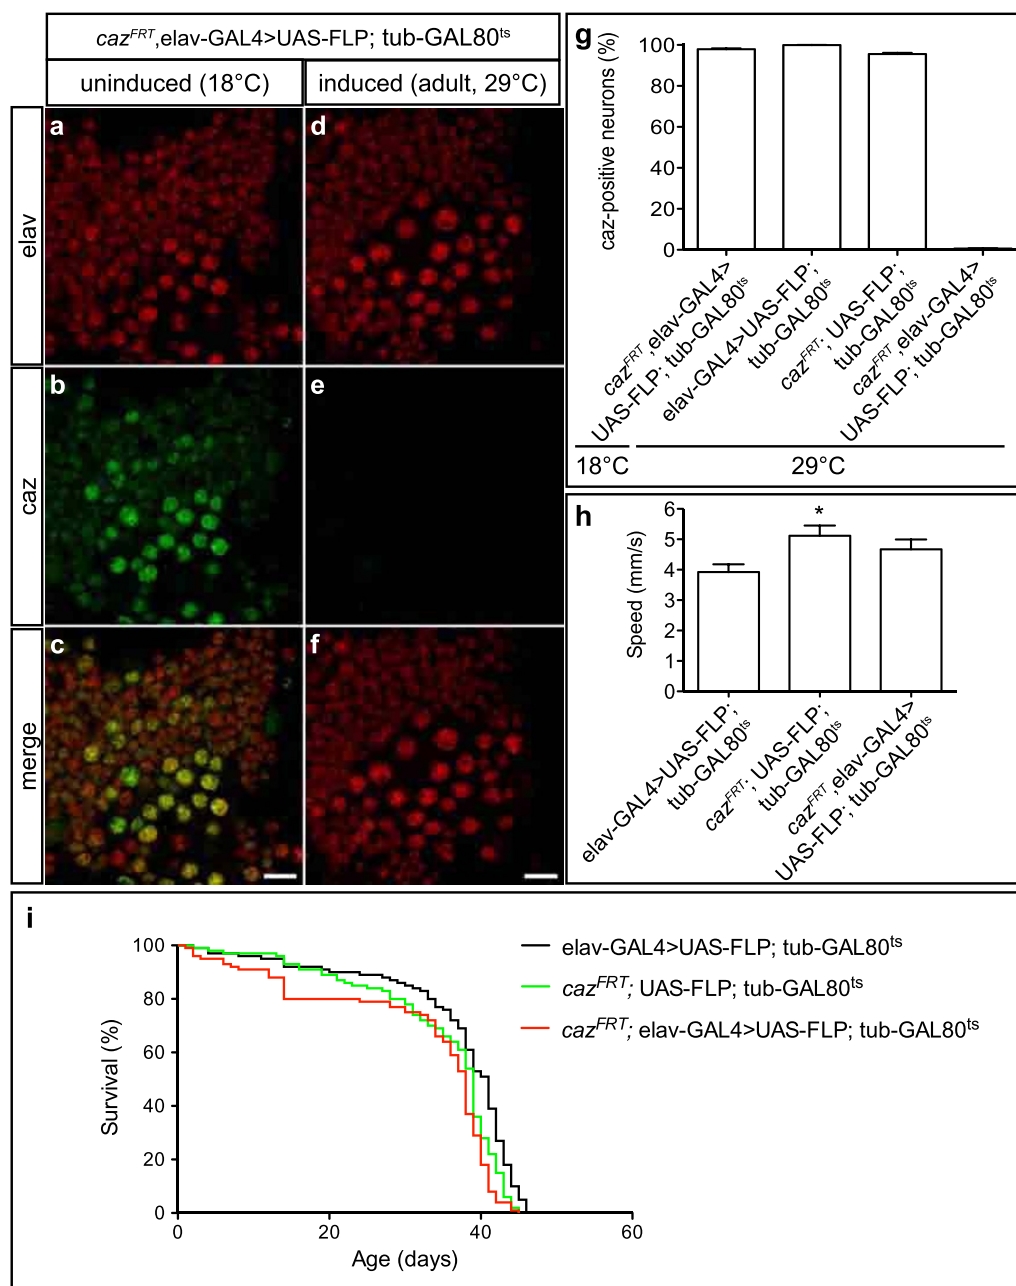 caz^FRT,elav-GAL4>UAS-FLP; tub-GAL80^ts
uninduced (18°C)
induced (adult, 29°C)
elav
caz
merge
a
d
b
e
c
f
g
caz-positive neurons (%)
100
80
60
40
20
0
caz^FRT,elav-GAL4>
UAS-FLP; tub-GAL80^ts
elav-GAL4>UAS-FLP;
tub-GAL80^ts
caz^FRT; UAS-FLP;
tub-GAL80^ts
caz^FRT,elav-GAL4>
UAS-FLP; tub-GAL80^ts
18°C
29°C
h
Speed (mm/s)
6
5
4
3
2
1
0
*
elav-GAL4>UAS-FLP;
tub-GAL80^ts
caz^FRT; UAS-FLP;
tub-GAL80^ts
caz^FRT,elav-GAL4>
UAS-FLP; tub-GAL80^ts
i
Survival (%)
100
80
60
40
20
0
0 20 40 60
Age (days)
elav-GAL4>UAS-FLP; tub-GAL80^ts
caz^FRT; UAS-FLP; tub-GAL80^ts
caz^FRT; elav-GAL4>UAS-FLP; tub-GAL80^ts